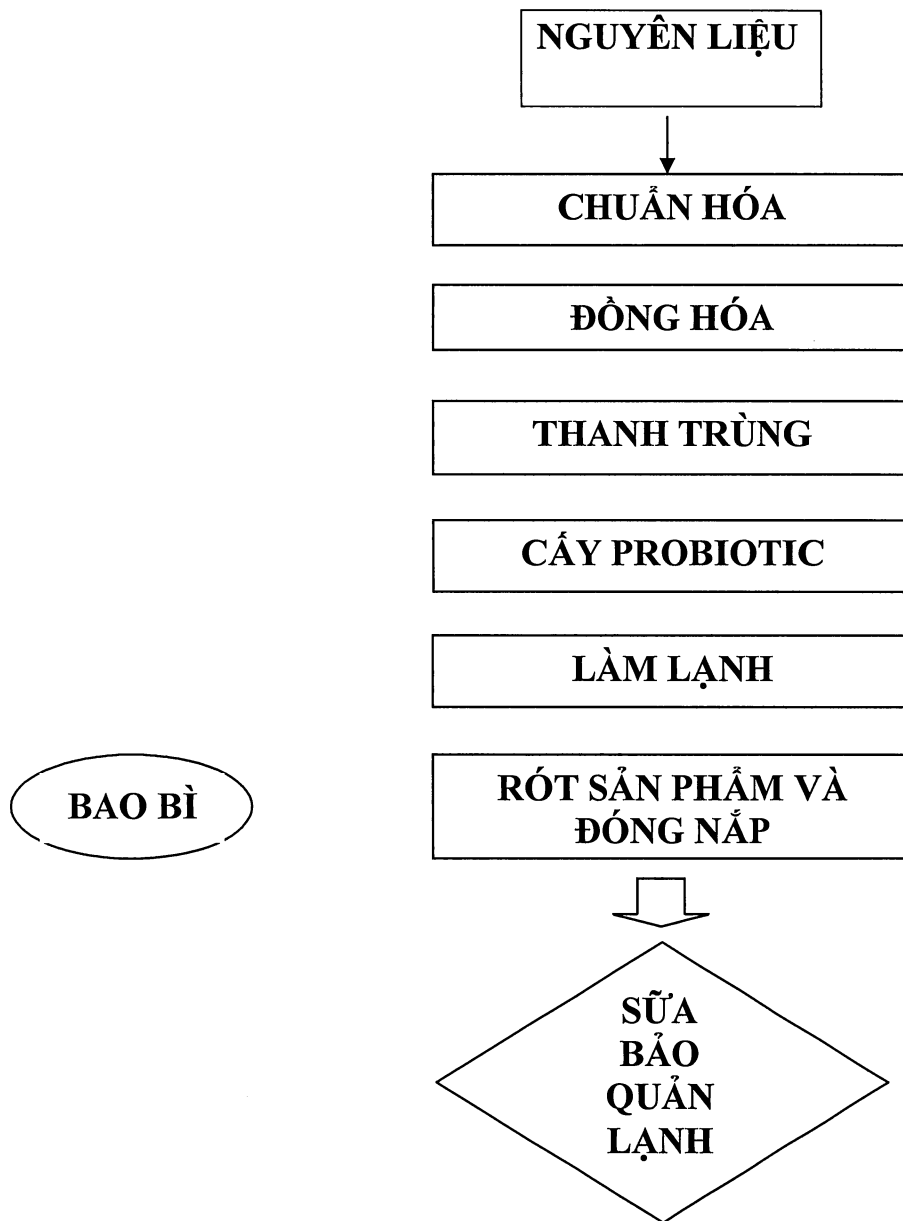 NGUYÊN LIỆU
CHUẨN HÓA
ĐỒNG HÓA
THANH TRÙNG
CẤY PROBIOTIC
LÀM LẠNH
BAO BÌ
RÓT SẢN PHẨM VÀ
ĐÓNG NẮP
SỮA
BẢO
QUẢN
LẠNH